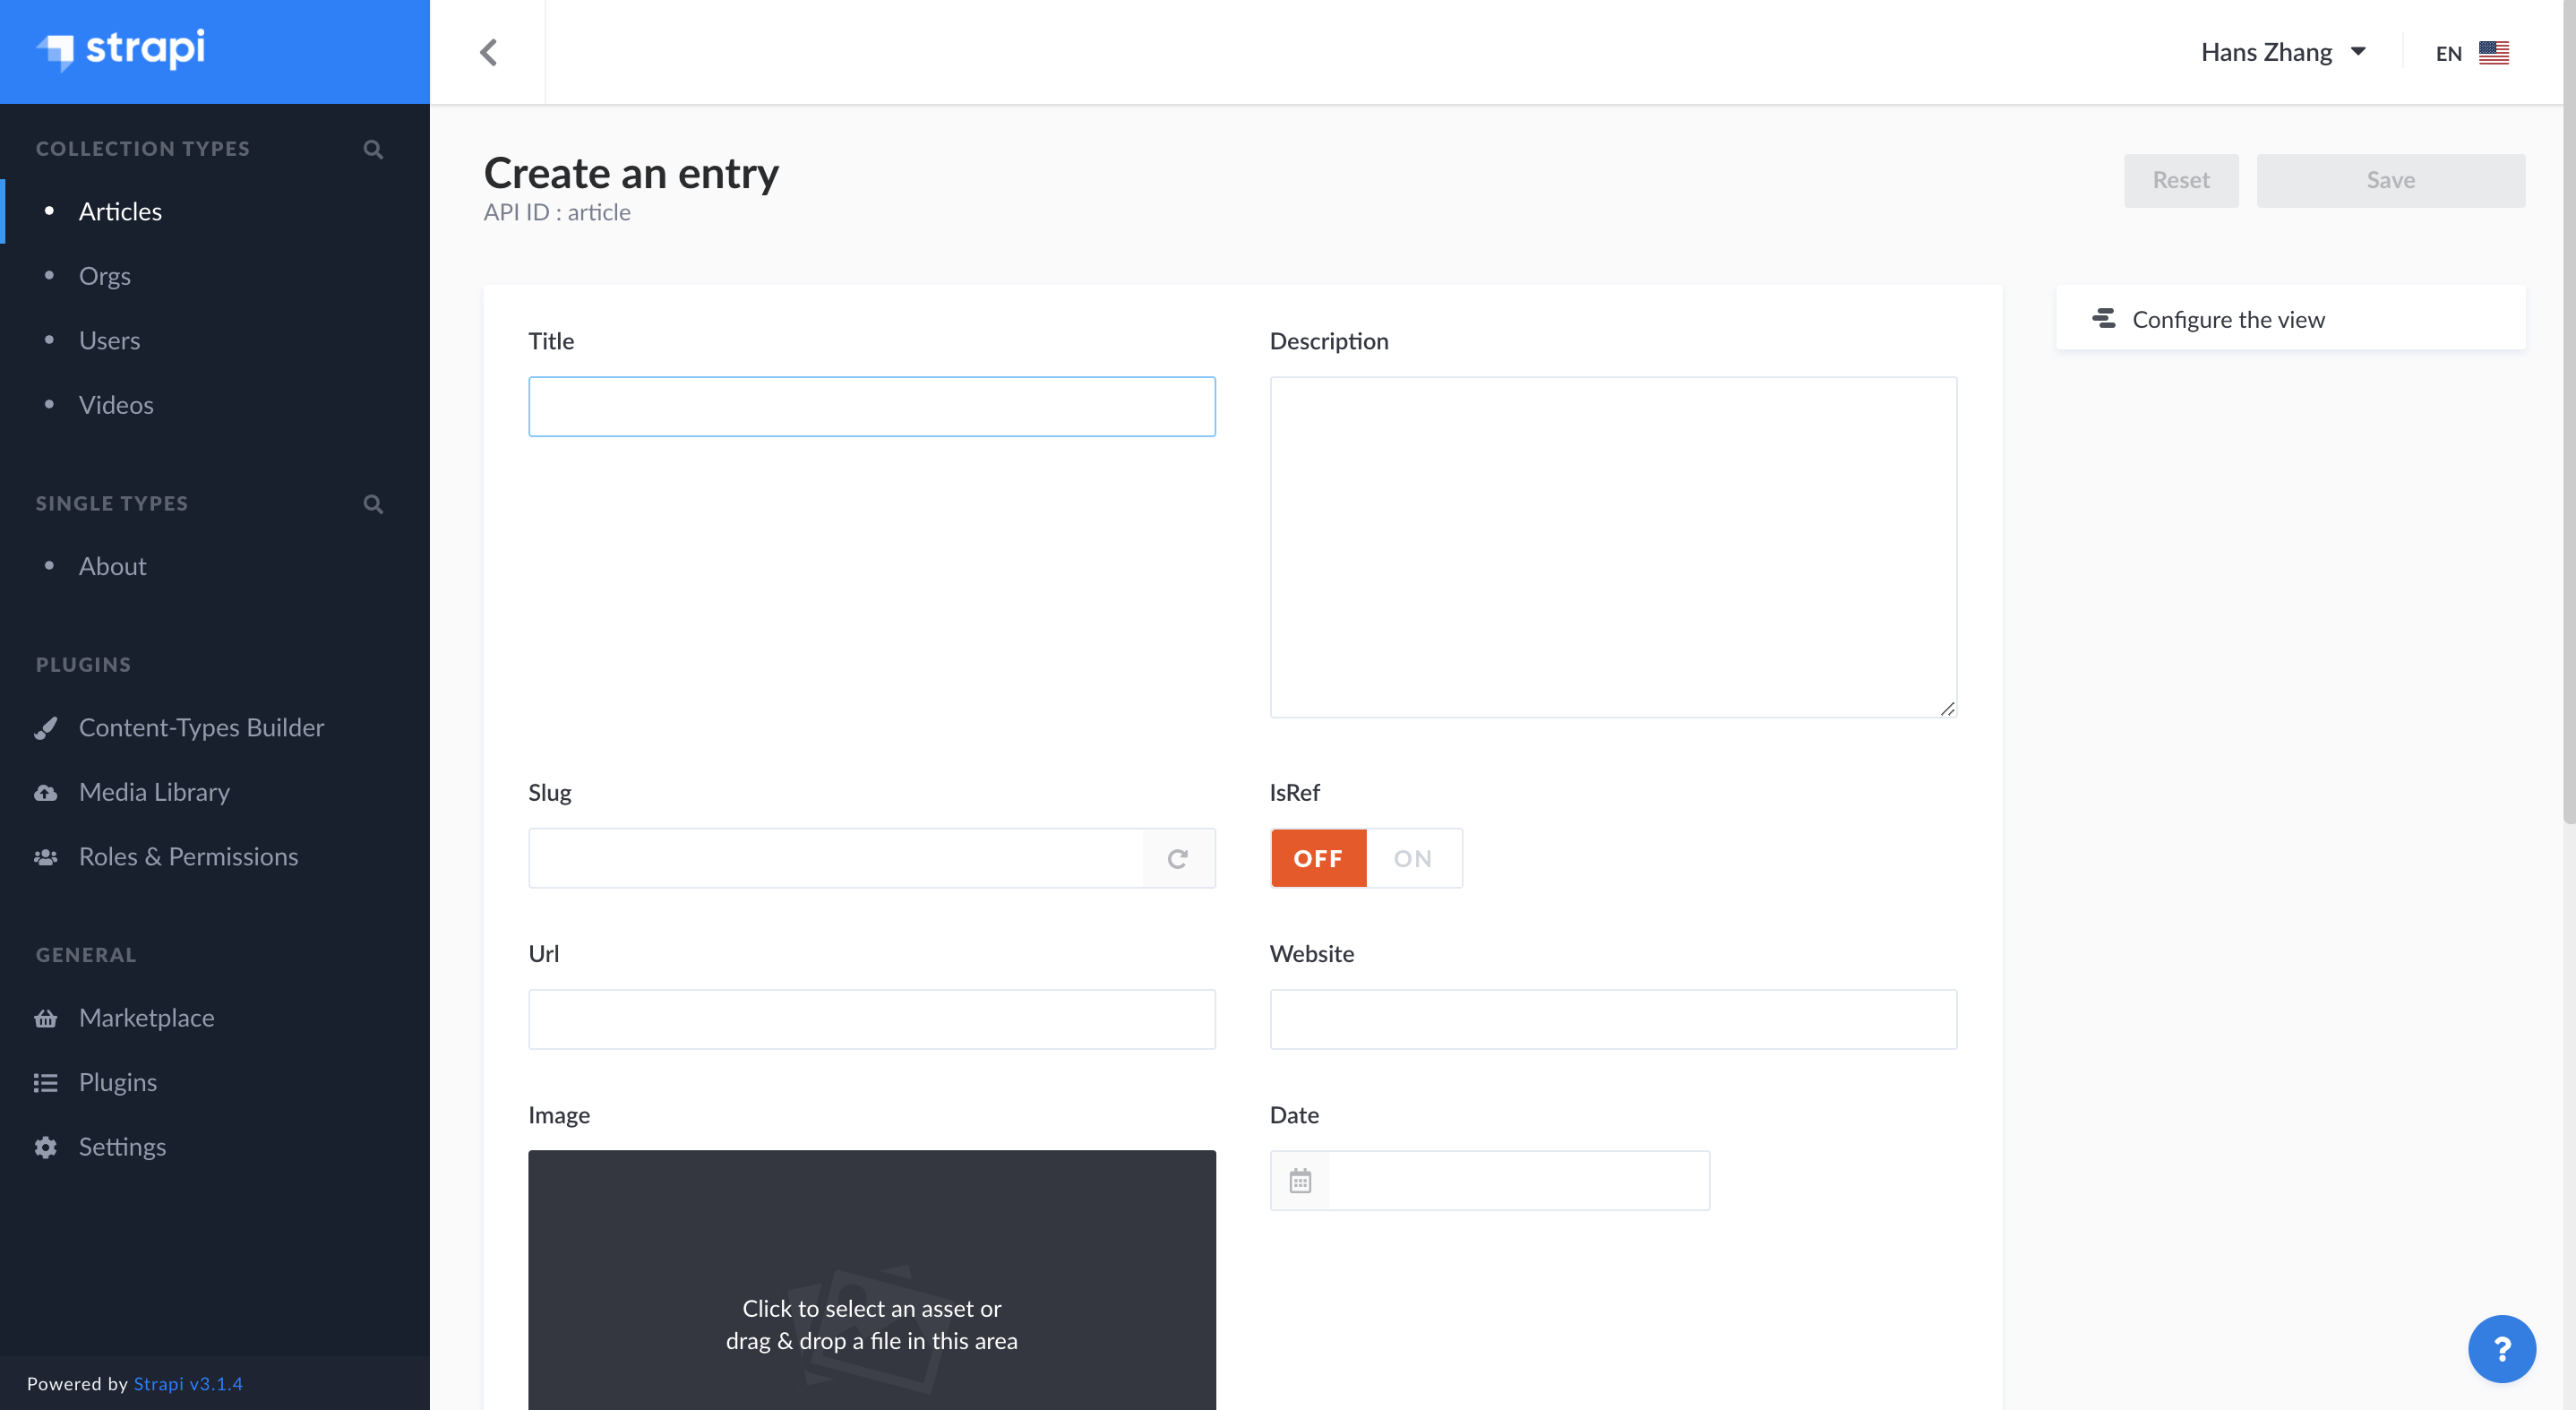 strapi
Hans Zhang
EN
COLLECTION TYPES
Articles
Orgs
Users
Videos
SINGLE TYPES
About
PLUGINS
Content-Types Builder
Media Library
Roles & Permissions
GENERAL
Marketplace
Plugins
Settings
Powered by Strapi v3.1.4
Create an entry
API ID : article
Reset
Save
Configure the view
Title
Description
Slug
IsRef
OFF ON
Url
Website
Image
Date
Click to select an asset or
drag & drop a file in this area
?